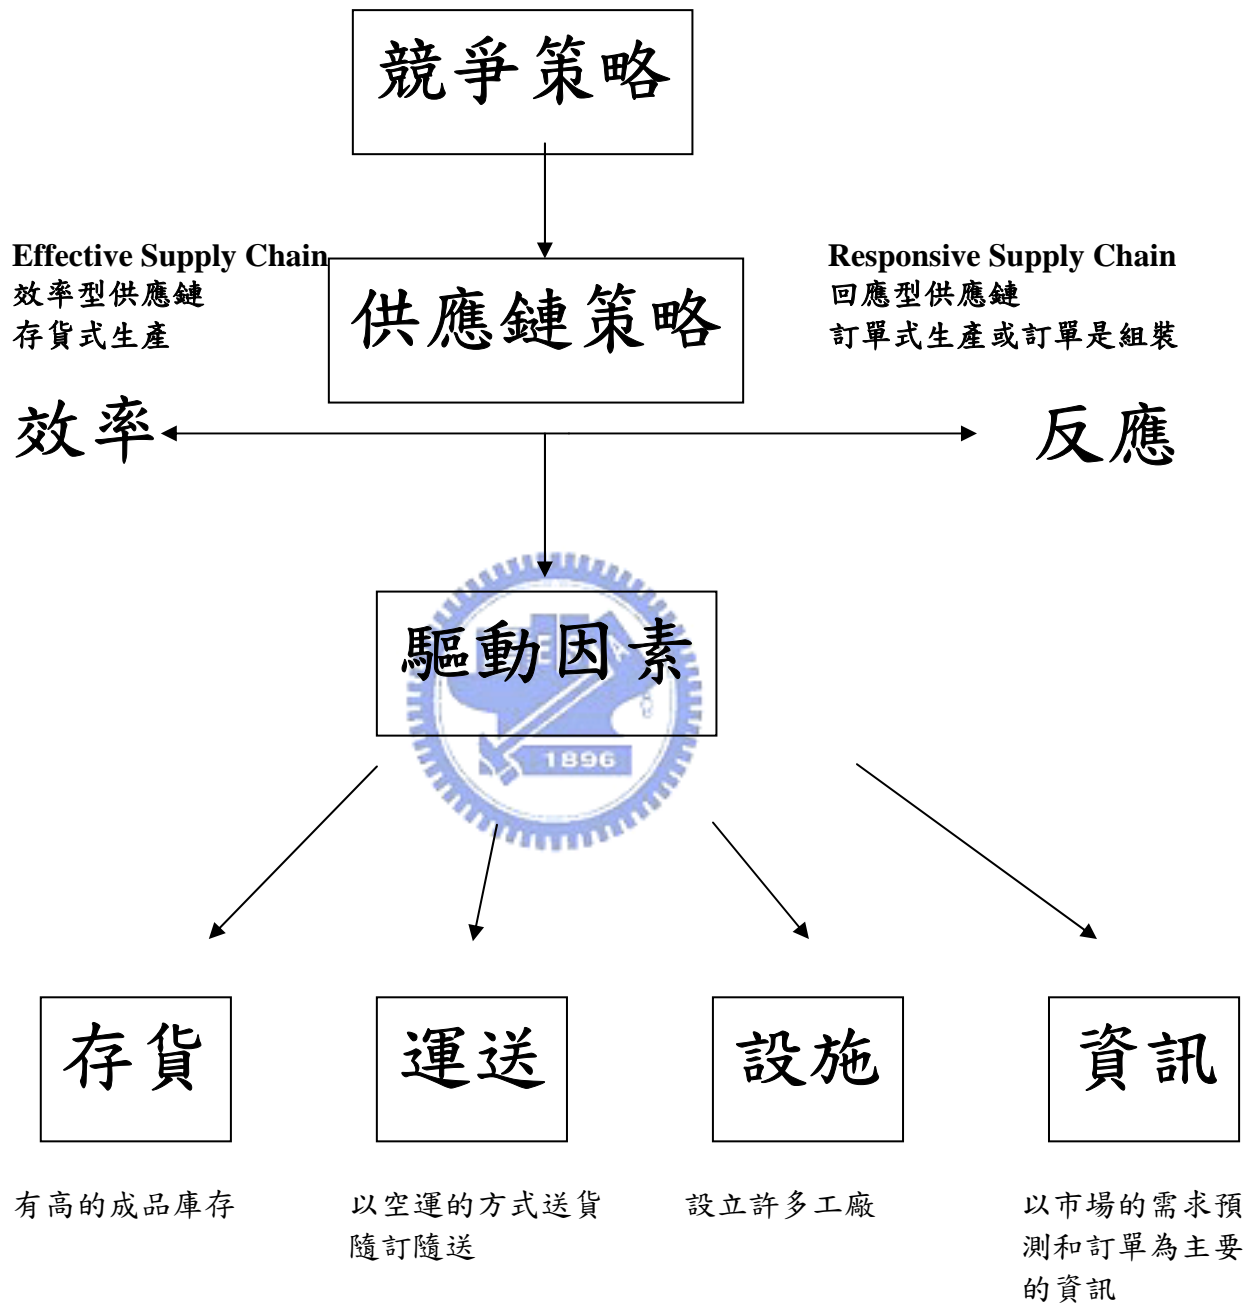 競爭策略
Effective Supply Chain
效率型供應鏈
存貨式生產
供應鏈策略
Responsive Supply Chain
回應型供應鏈
訂單式生產或訂單是組裝
效率
反應
驅動因素
1896
存貨
運送
設施
資訊
有高的成品庫存
以空運的方式送貨
隨訂隨送
設立許多工廠
以市場的需求預
測和訂單為主要
的資訊